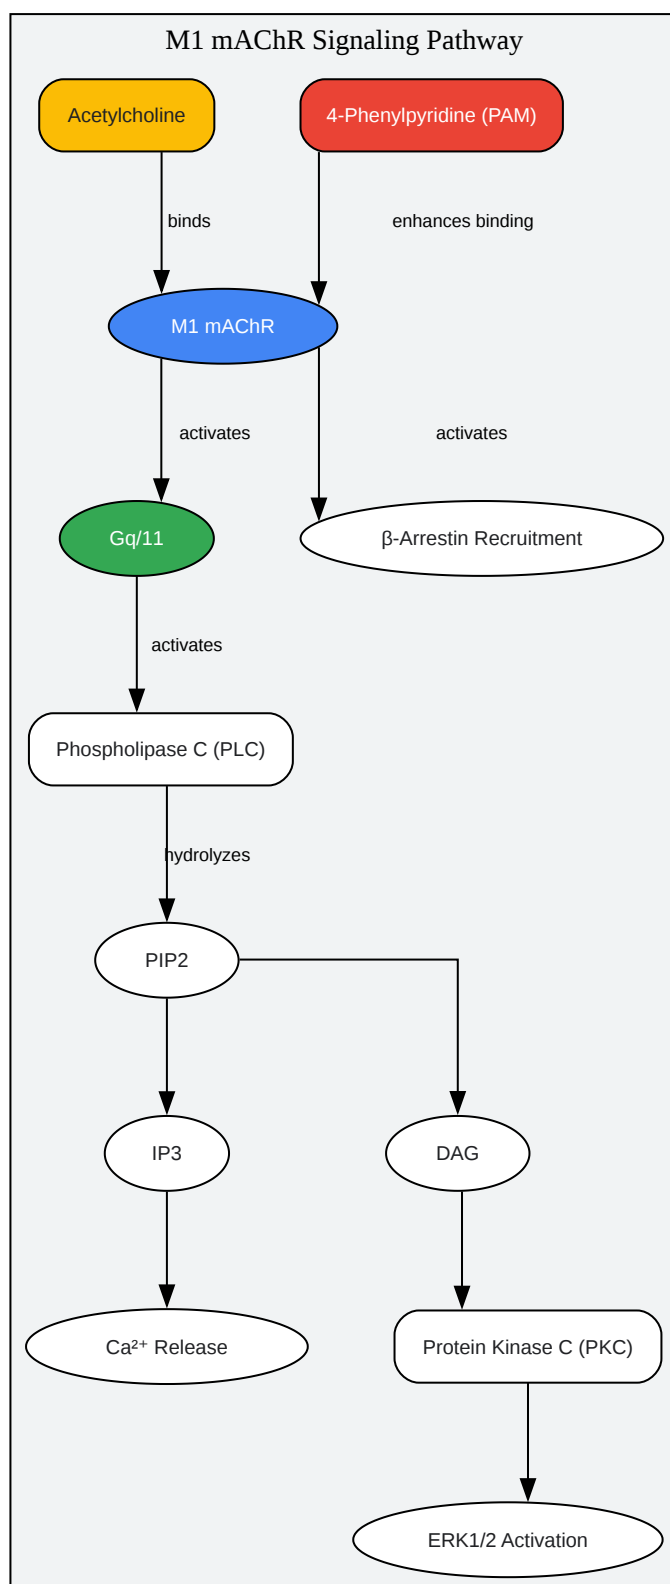 M1 mAChR Signaling Pathway
Acetylcholine
4-Phenylpyridine (PAM)
binds
enhances binding
M1 mAChR
activates
activates
Gq/11
β-Arrestin Recruitment
activates
Phospholipase C (PLC)
hydrolyzes
PIP2
IP3
DAG
Ca²⁺ Release
Protein Kinase C (PKC)
ERK1/2 Activation